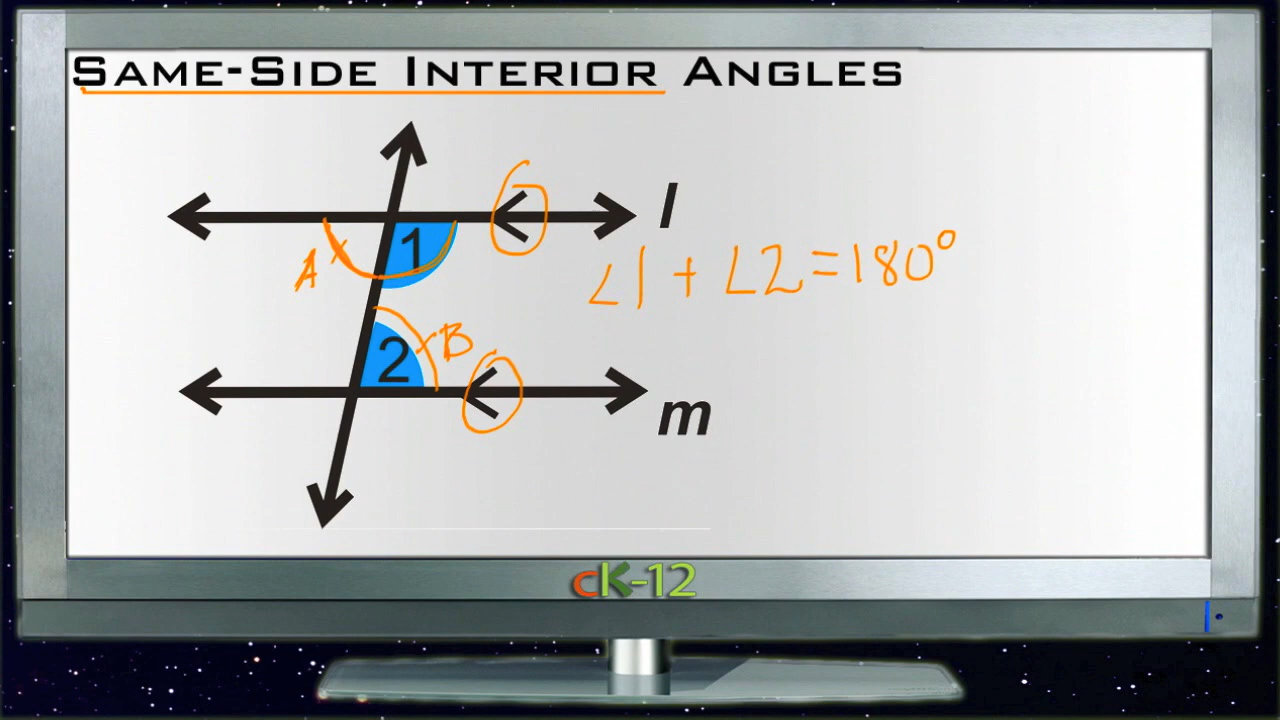 SAME-SIDE INTERIOR ANGLES
l
A
1
∠1 + ∠2 = 180°
2
B
m
cK-12